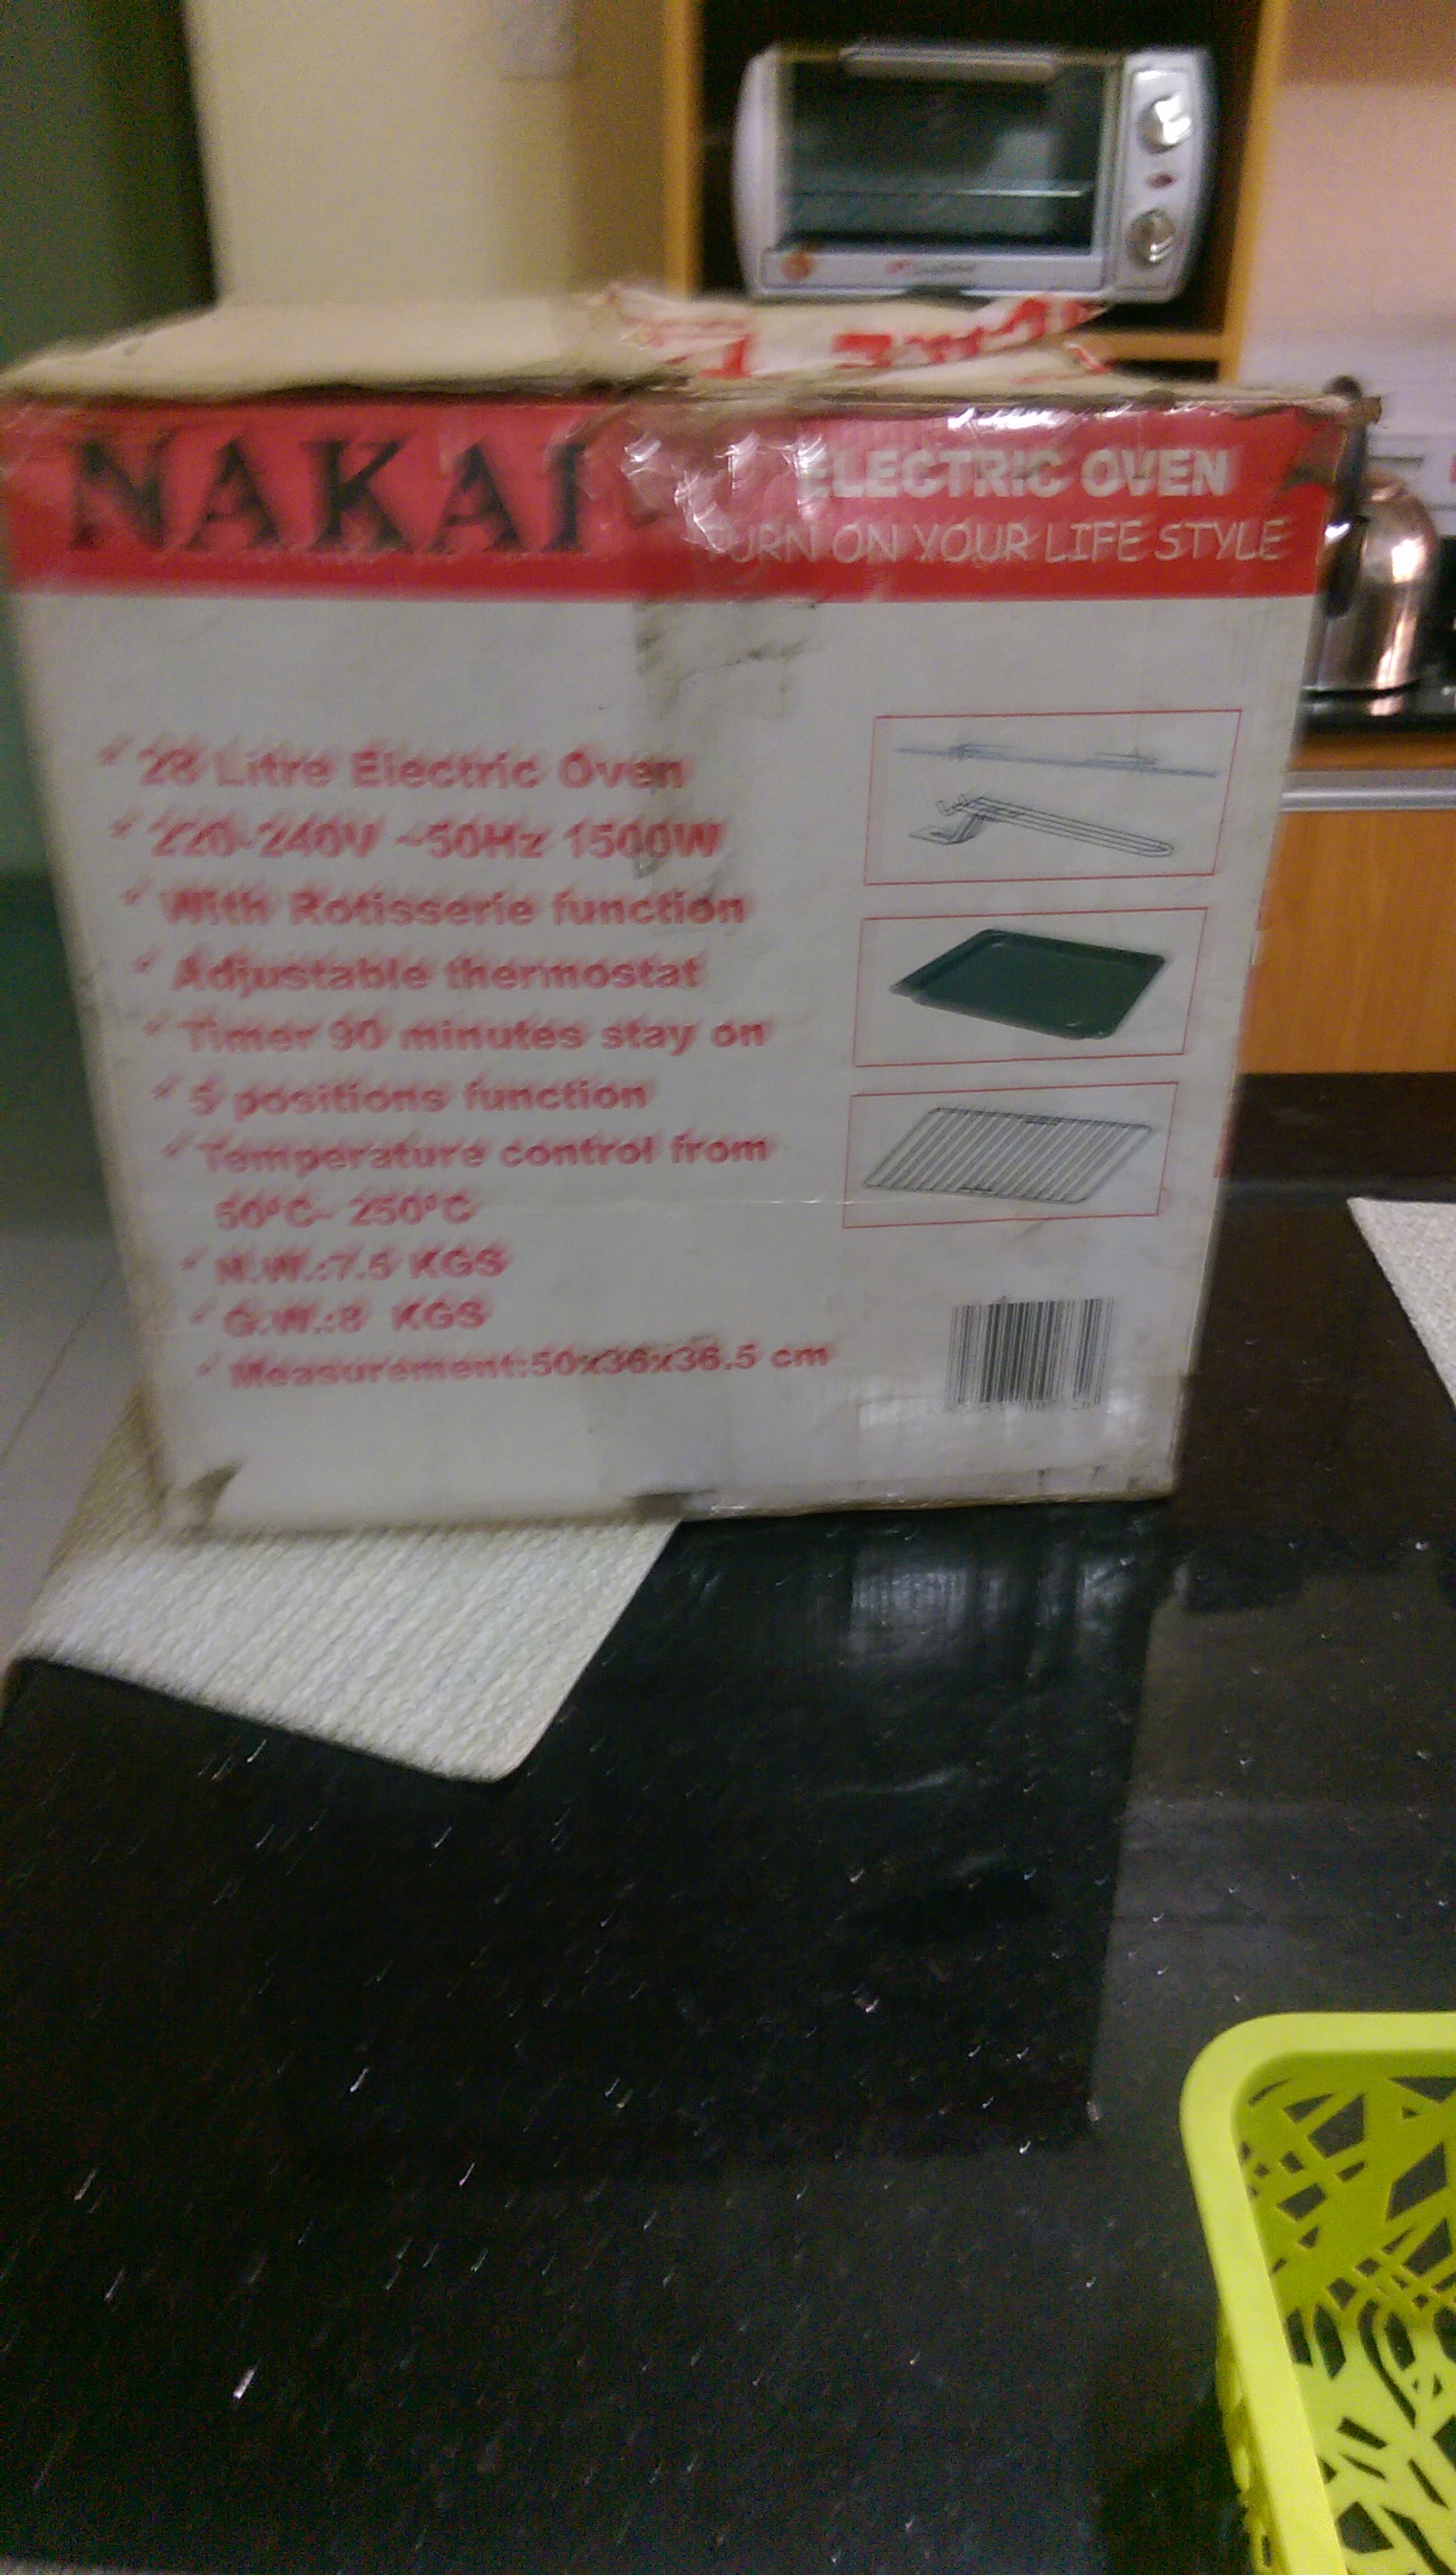 NAKAI
ELECTRIC OVEN
TURN ON YOUR LIFE STYLE
28 Litre Electric Oven
220-240V ~50Hz 1500W
With Rotisserie function
Adjustable thermostat
Timer 90 minutes stay on
5 positions function
Temperature control from
50°C- 250°C
N.W.:7.5 KGS
G.W.:8 KGS
Measurement:50x36x36.5 cm